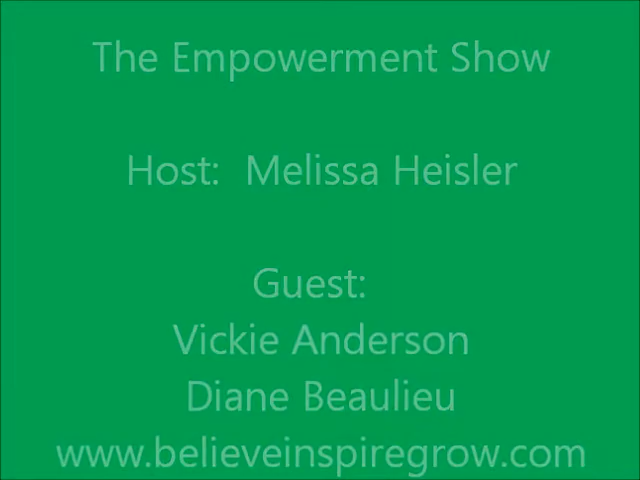 The Empowerment Show
Host:  Melissa Heisler
Guest:
Vickie Anderson
Diane Beaulieu
www.believeinspiregrow.com